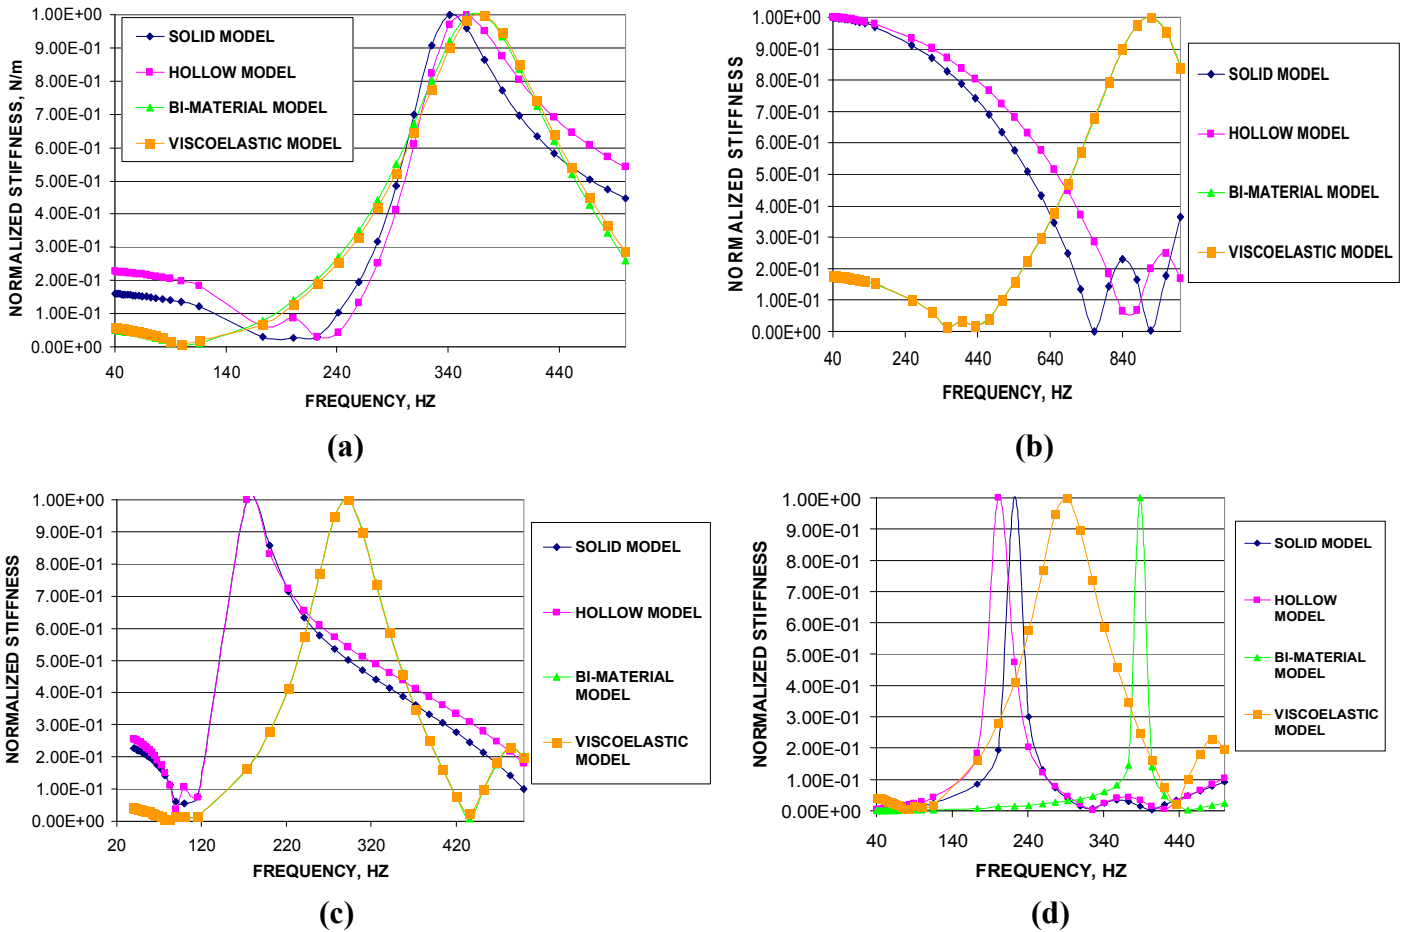 NORMALIZED STIFFNESS, N/m
1.00E+00
9.00E-01
8.00E-01
7.00E-01
6.00E-01
5.00E-01
4.00E-01
3.00E-01
2.00E-01
1.00E-01
0.00E+00
SOLID MODEL
HOLLOW MODEL
BI-MATERIAL MODEL
VISCOELASTIC MODEL
40 140 240 340 440
FREQUENCY, HZ
(a)
NORMALIZED STIFFNESS
1.00E+00
9.00E-01
8.00E-01
7.00E-01
6.00E-01
5.00E-01
4.00E-01
3.00E-01
2.00E-01
1.00E-01
0.00E+00
40 240 440 640 840
FREQUENCY, HZ
SOLID MODEL
HOLLOW MODEL
BI-MATERIAL MODEL
VISCOELASTIC MODEL
(b)
NORMALIZED STIFFNESS
1.00E+00
9.00E-01
8.00E-01
7.00E-01
6.00E-01
5.00E-01
4.00E-01
3.00E-01
2.00E-01
1.00E-01
0.00E+00
20 120 220 320 420
FREQUENCY, HZ
SOLID MODEL
HOLLOW MODEL
BI-MATERIAL
MODEL
VISCOELASTIC
MODEL
(c)
NORMALIZED STIFFNESS
1.00E+00
9.00E-01
8.00E-01
7.00E-01
6.00E-01
5.00E-01
4.00E-01
3.00E-01
2.00E-01
1.00E-01
0.00E+00
40 140 240 340 440
FREQUENCY, HZ
SOLID MODEL
HOLLOW
MODEL
BI-MATERIAL
MODEL
VISCOELASTIC
MODEL
(d)